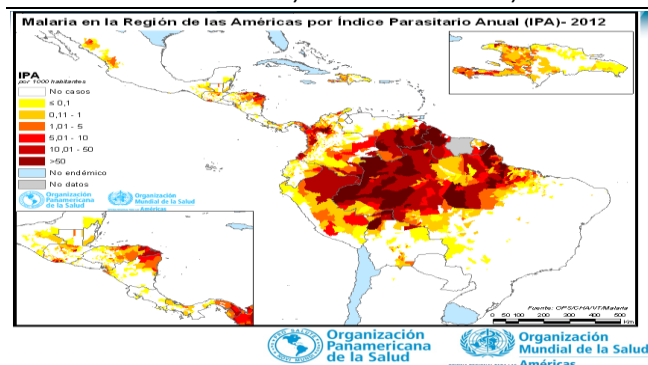 Malaria en la Región de las Américas por Índice Parasitario Anual (IPA)- 2012
IPA
por 1000 habitantes
No casos
≤ 0,1
0,11 - 1
1,01 - 5
5,01 - 10
10,01 - 50
>50
No endémico
No datos
Organización
Panamericana
de la Salud
Organización
Mundial de la Salud
Américas
Fuente: OPS/CHA/VT/Malaria
0 50 100 200 300 400 500
Km
Organización
Panamericana
de la Salud
Organización
Mundial de la Salud
Américas